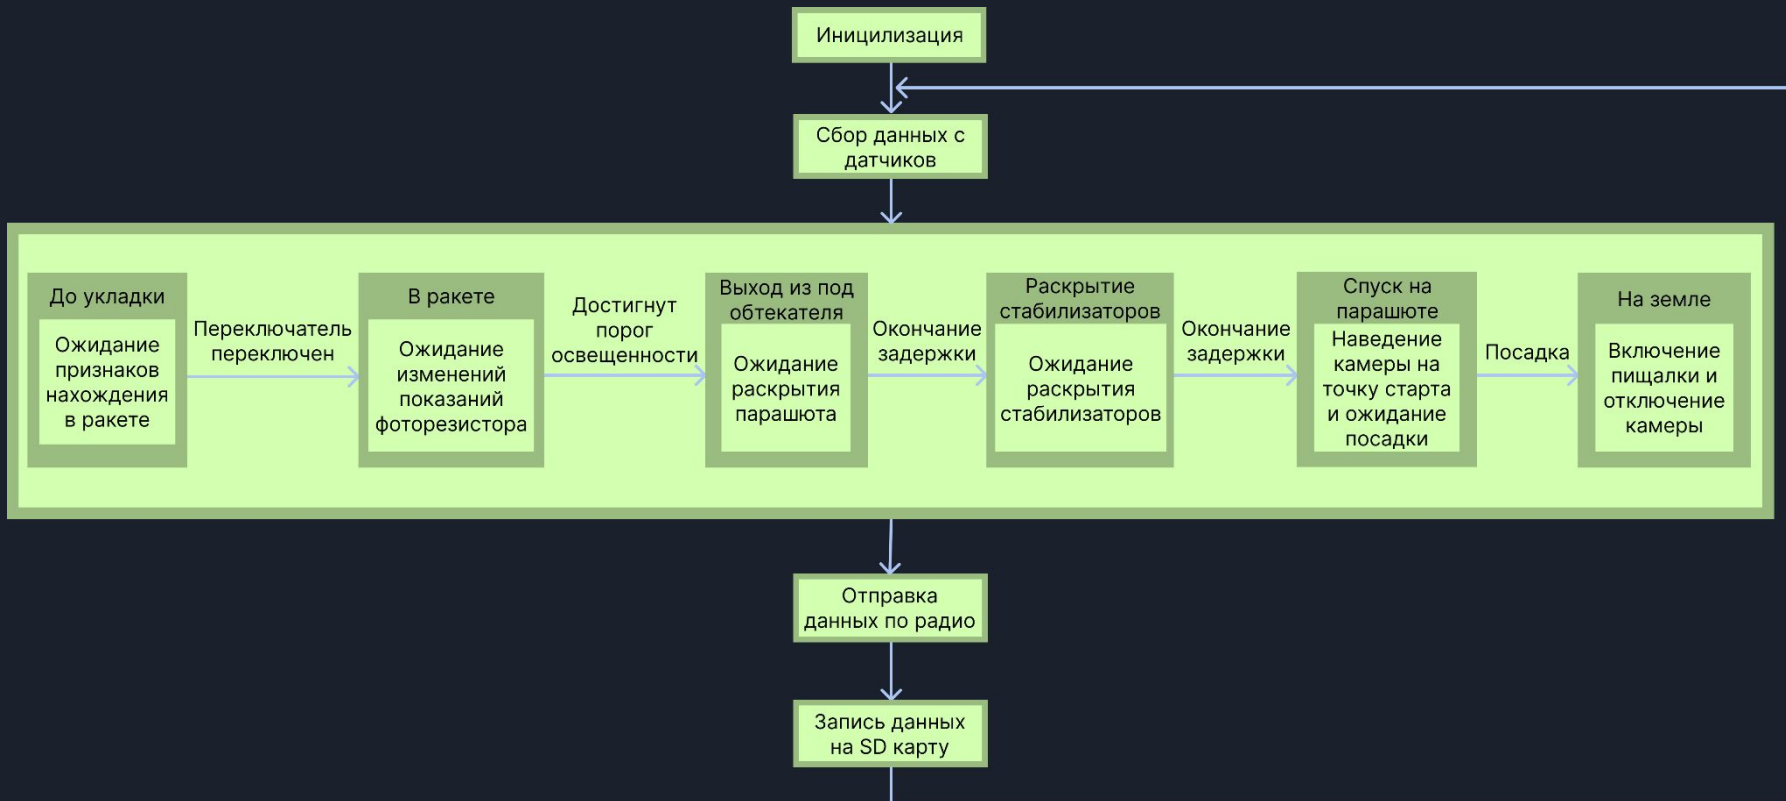 Иницилизация
Сбор данных с
датчиков
До укладки
Ожидание
признаков
нахождения
в ракете
Переключатель
переключен
В ракете
Ожидание
изменений
показаний
фоторезистора
Достигнут
порог
освещенности
Выход из под
обтекателя
Ожидание
раскрытия
парашюта
Окончание
задержки
Раскрытие
стабилизаторов
Ожидание
раскрытия
стабилизаторов
Окончание
задержки
Спуск на
парашюте
Наведение
камеры на
точку старта
и ожидание
посадки
Посадка
На земле
Включение
пищалки и
отключение
камеры
Отправка
данных по радио
Запись данных
на SD карту